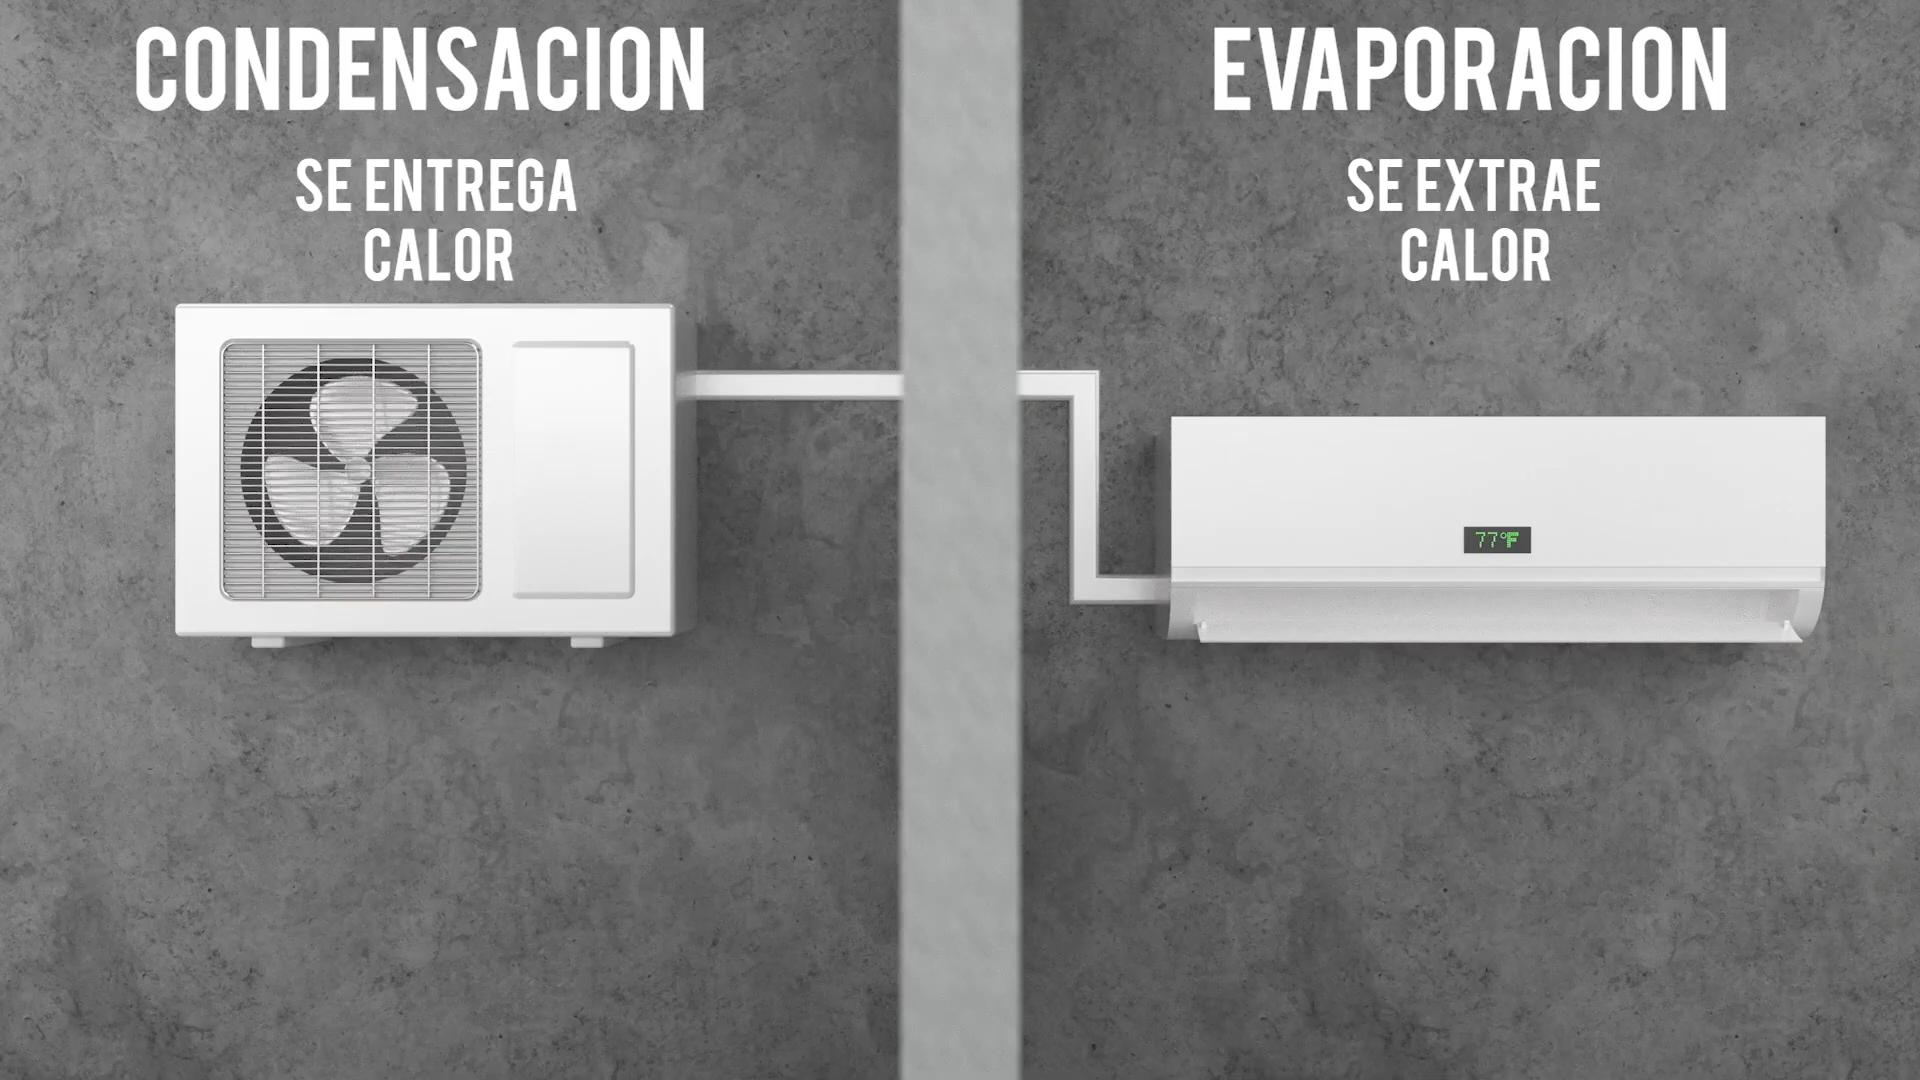 CONDENSACION
SE ENTREGA
CALOR
EVAPORACION
SE EXTRAE
CALOR
77°F